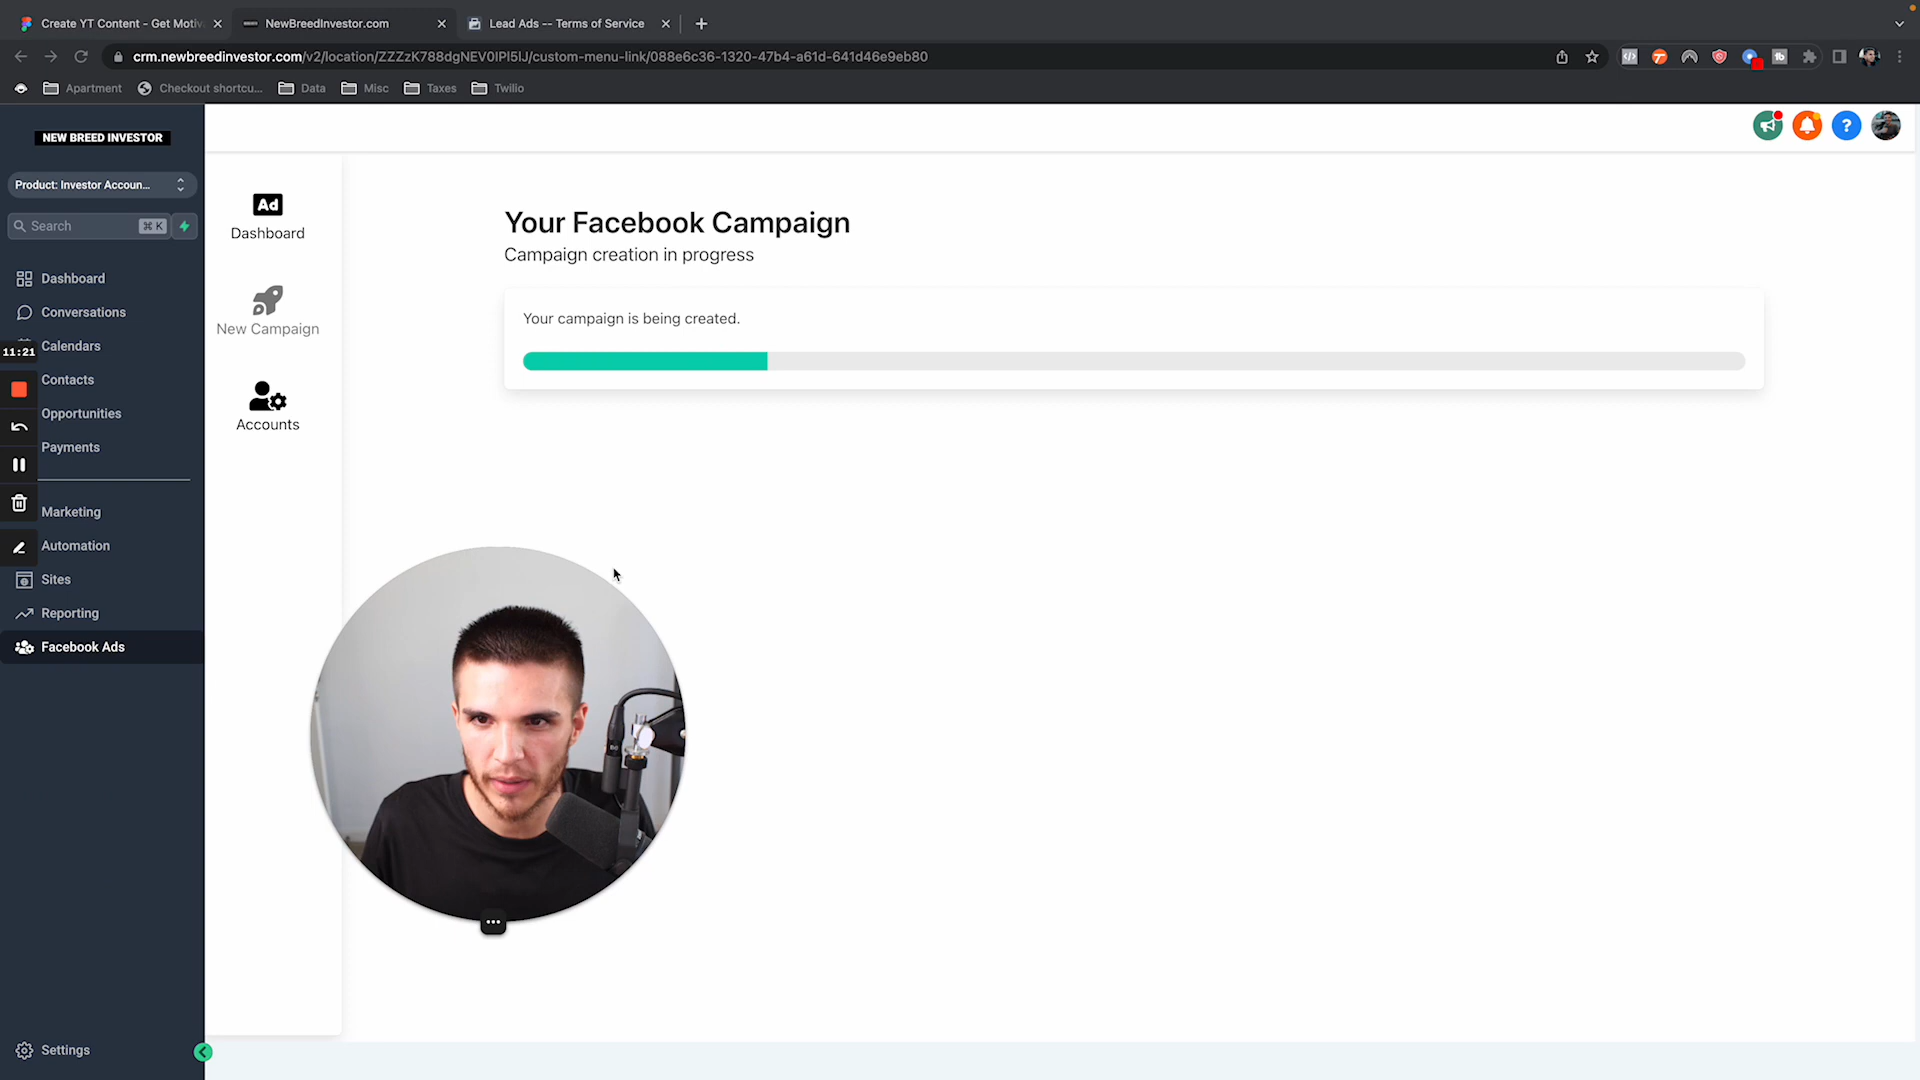 Create YT Content - Get Motiv
NewBreedInvestor.com
Lead Ads -- Terms of Service
crm.newbreedinvestor.com/v2/location/ZZZzK788dgNEV0IPl5IJ/custom-menu-link/088e6c36-1320-47b4-a61d-641d46e9eb80
Apartment
Checkout shortcu...
Data
Misc
Taxes
Twilio
NEW BREED INVESTOR
Product: Investor Accoun...
Search
⌘ K
Dashboard
Conversations
11:21
Calendars
Contacts
Opportunities
Payments
Marketing
Automation
Sites
Reporting
Facebook Ads
Settings
Ad
Dashboard
New Campaign
Accounts
?
Your Facebook Campaign
Campaign creation in progress
Your campaign is being created.